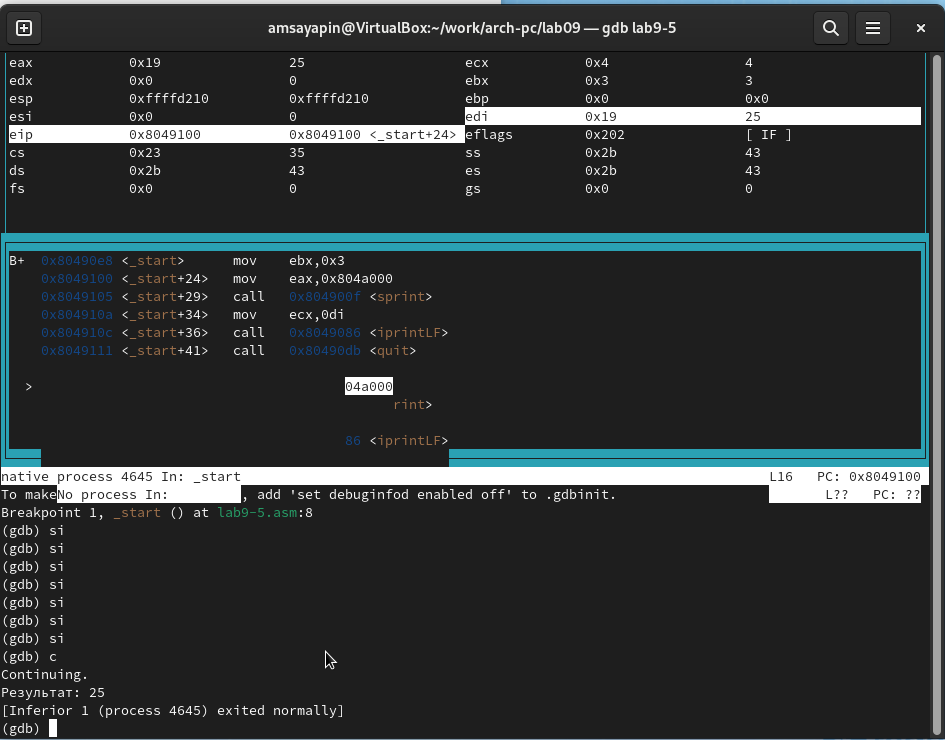 amsayapin@VirtualBox:~/work/arch-pc/lab09 — gdb lab9-5
eax 0x19 25 ecx 0x4 4
edx 0x0 0 ebx 0x3 3
esp 0xffffd210 0xffffd210 ebp 0x0 0x0
esi 0x0 0 edi 0x19 25
eip 0x8049100 0x8049100 <_start+24> eflags 0x202 [ IF ]
cs 0x23 35 ss 0x2b 43
ds 0x2b 43 es 0x2b 43
fs 0x0 0 gs 0x0 0
B+ 0x80490e8 <_start> mov ebx,0x3
0x8049100 <_start+24> mov eax,0x804a000
0x8049105 <_start+29> call 0x804900f <sprint>
0x804910a <_start+34> mov ecx,0di
0x804910c <_start+36> call 0x8049086 <iprintLF>
0x8049111 <_start+41> call 0x80490db <quit>
> 04a000
rint>
86 <iprintLF>
native process 4645 In: _start L16 PC: 0x8049100
To makeNo process In: , add 'set debuginfod enabled off' to .gdbinit. L?? PC: ??
Breakpoint 1, _start () at lab9-5.asm:8
(gdb) si
(gdb) si
(gdb) si
(gdb) si
(gdb) si
(gdb) si
(gdb) si
(gdb) c
Continuing.
Результат: 25
[Inferior 1 (process 4645) exited normally]
(gdb)